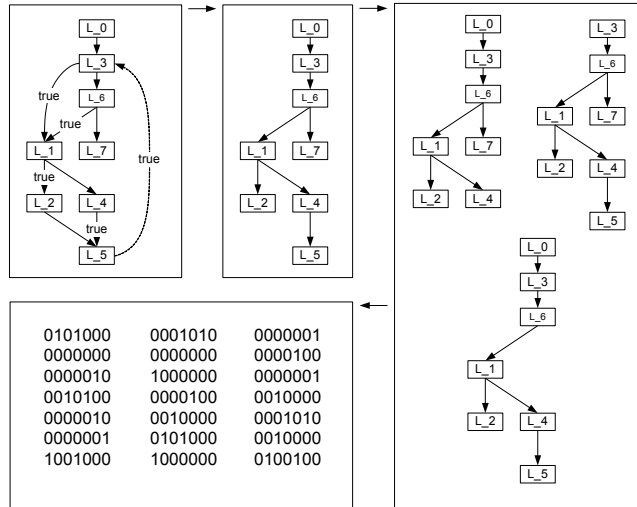 L_0
L_3
L_6
true
true
L_1
L_7
true
true
L_2
L_4
true
L_5
L_0
L_3
L_6
L_1
L_7
L_2
L_4
L_5
L_0
L_3
L_6
L_1
L_7
L_2
L_4
L_3
L_6
L_1
L_7
L_2
L_4
L_5
L_0
L_3
L_6
L_1
L_2
L_4
L_5
0101000 0001010 0000001
0000000 0000000 0000100
0000010 1000000 0000001
0010100 0000100 0010000
0000010 0010000 0001010
0000001 0101000 0010000
1001000 1000000 0100100